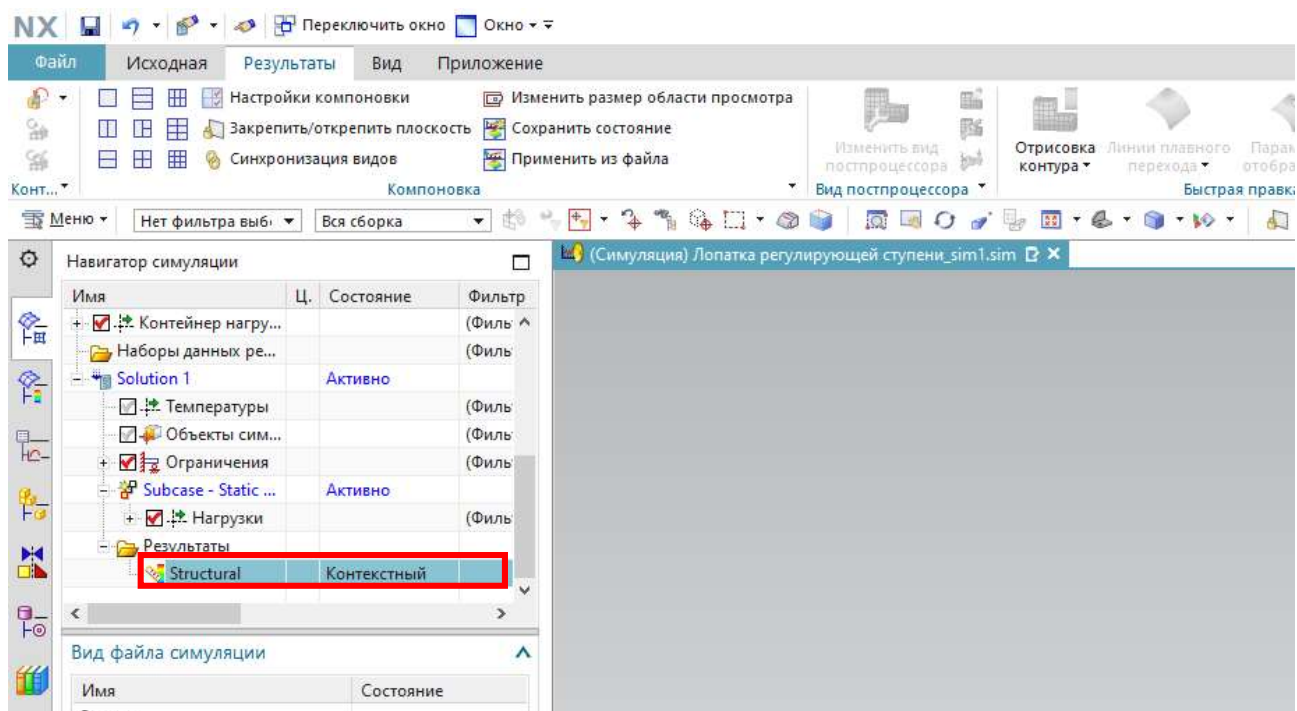 NX Переключить окно Окно
Файл Исходная Результаты Вид Приложение
Настройки компоновки Изменить размер области просмотра
Закрепить/открепить плоскость Сохранить состояние
Синхронизация видов Применить из файла
Изменить вид постпроцессора
Отрисовка контура
Линии плавного перехода
Парам
отобра
Конт... Компоновка Вид постпроцессора Быстрая правка
Меню Нет фильтра выб Вся сборка
Навигатор симуляции
(Симуляция) Лопатка регулирующей ступени_sim1.sim
Имя Ц. Состояние Фильтр
Контейнер нагру... (Филь
Наборы данных ре... (Филь
Solution 1 Активно
Температуры (Филь
Объекты сим... (Филь
Ограничения (Филь
Subcase - Static ... Активно
Нагрузки (Филь
Результаты
Structural Контекстный
Вид файла симуляции
Имя Состояние